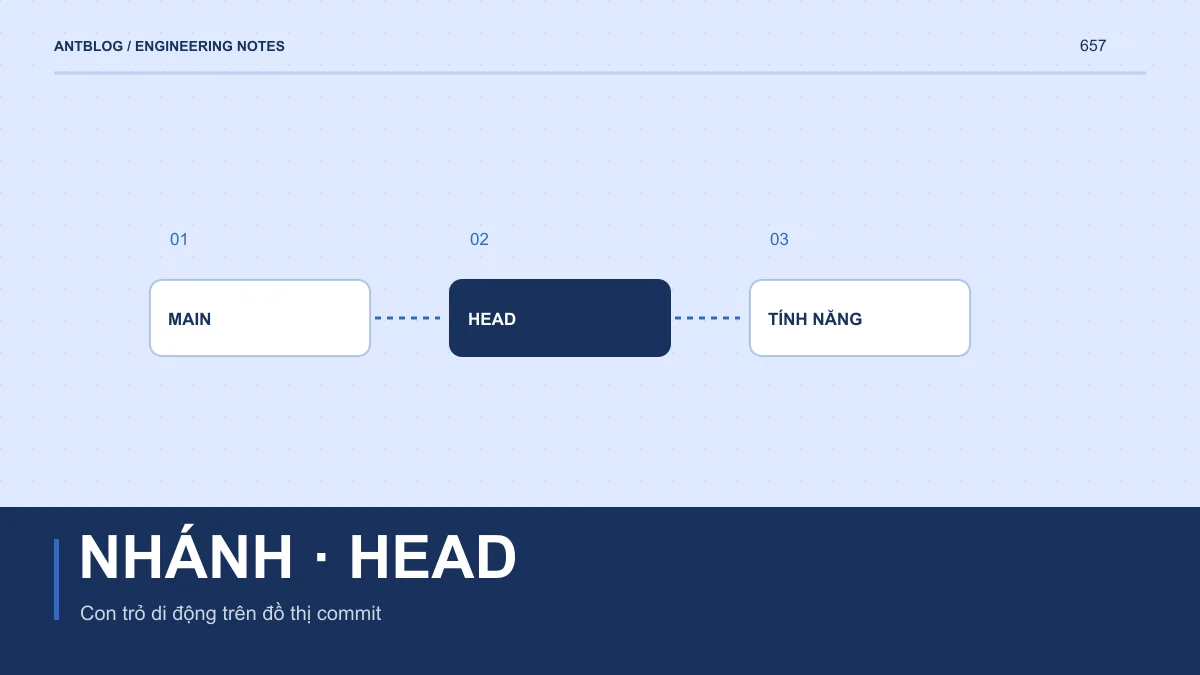 ANTBLOG / ENGINEERING NOTES
657
01
02
03
MAIN
HEAD
TÍNH NĂNG
NHÁNH · HEAD
Con trỏ di động trên đồ thị commit